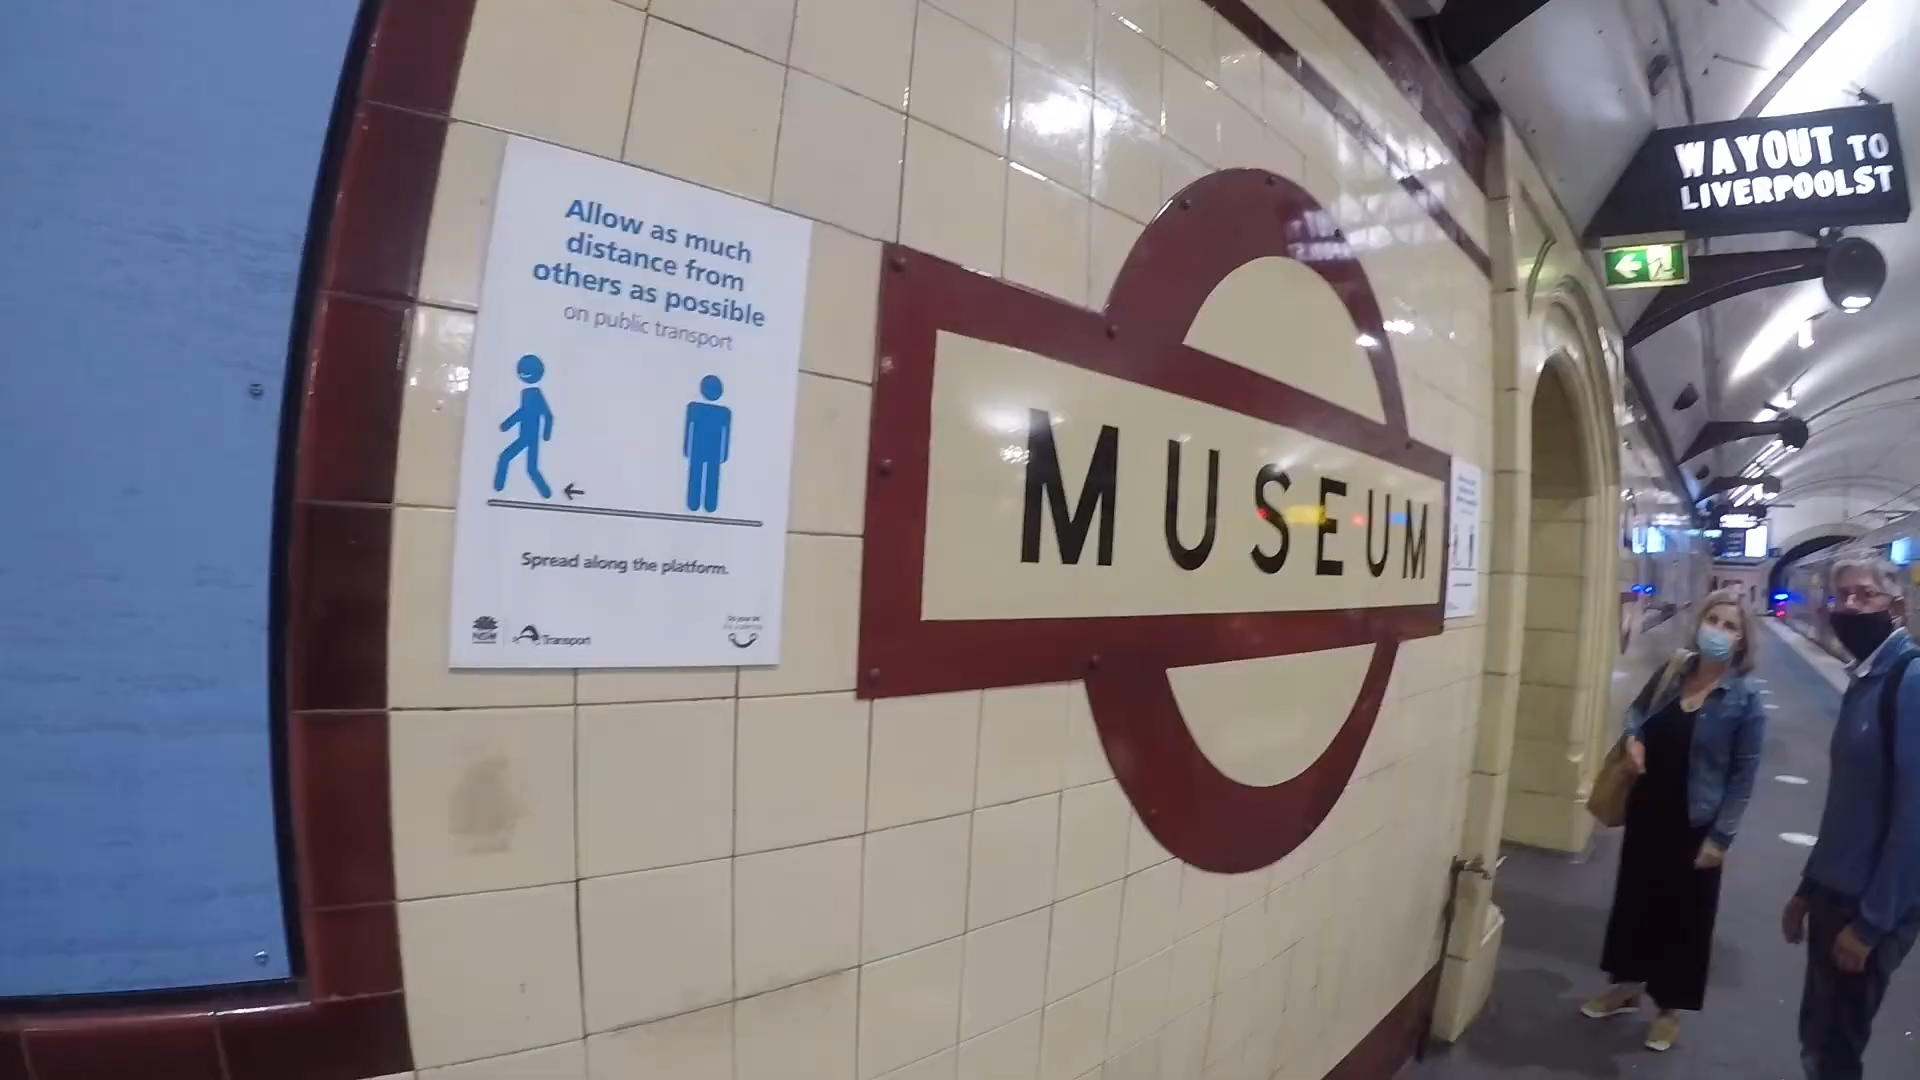 Allow as much
distance from
others as possible
on public transport
Spread along the platform.
NSW
Transport
MUSEUM
WAYOUT TO
LIVERPOOLST